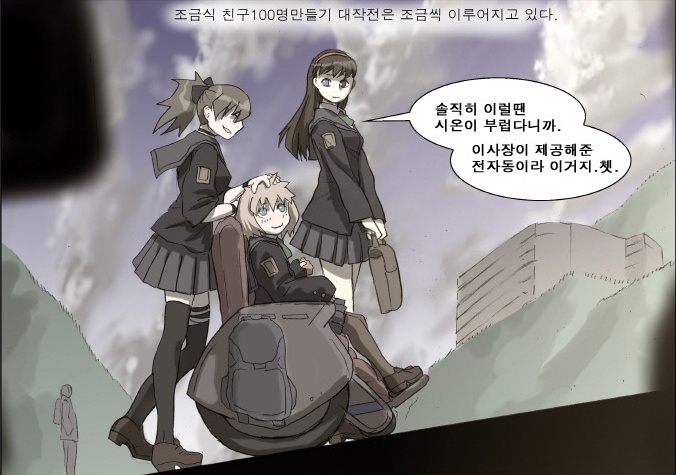 조금식 친구100명만들기 대작전은 조금씩 이루어지고 있다.
솔직히 이럴땐
시온이 부럽다니까.
이사장이 제공해준
전자동이라 이거지.쳇.